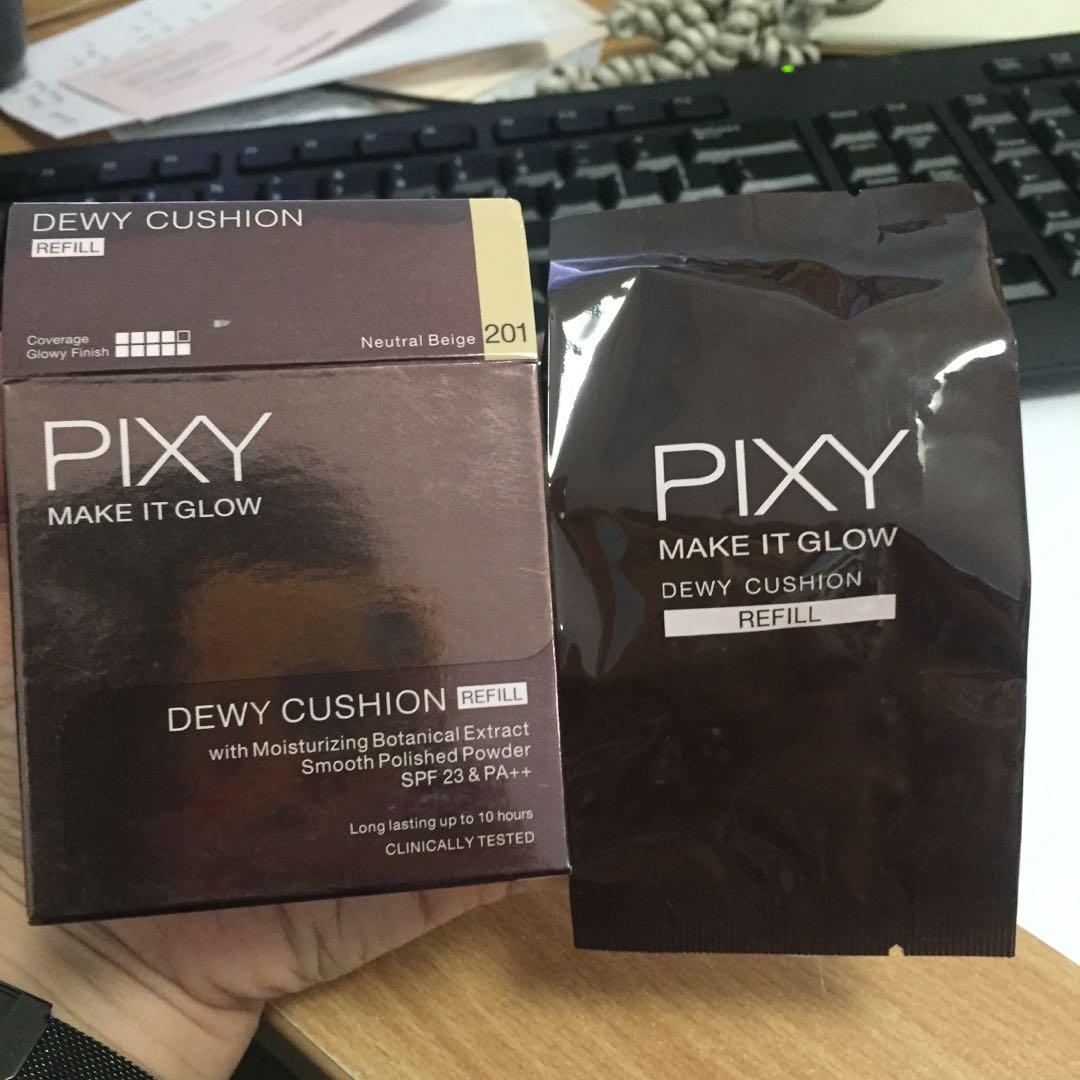 DEWY CUSHION
REFILL
Coverage
Glowy Finish
Neutral Beige 201
PIXY
MAKE IT GLOW
DEWY CUSHION REFILL
with Moisturizing Botanical Extract
Smooth Polished Powder
SPF 23 & PA++
Long lasting up to 10 hours
CLINICALLY TESTED
PIXY
MAKE IT GLOW
DEWY CUSHION
REFILL